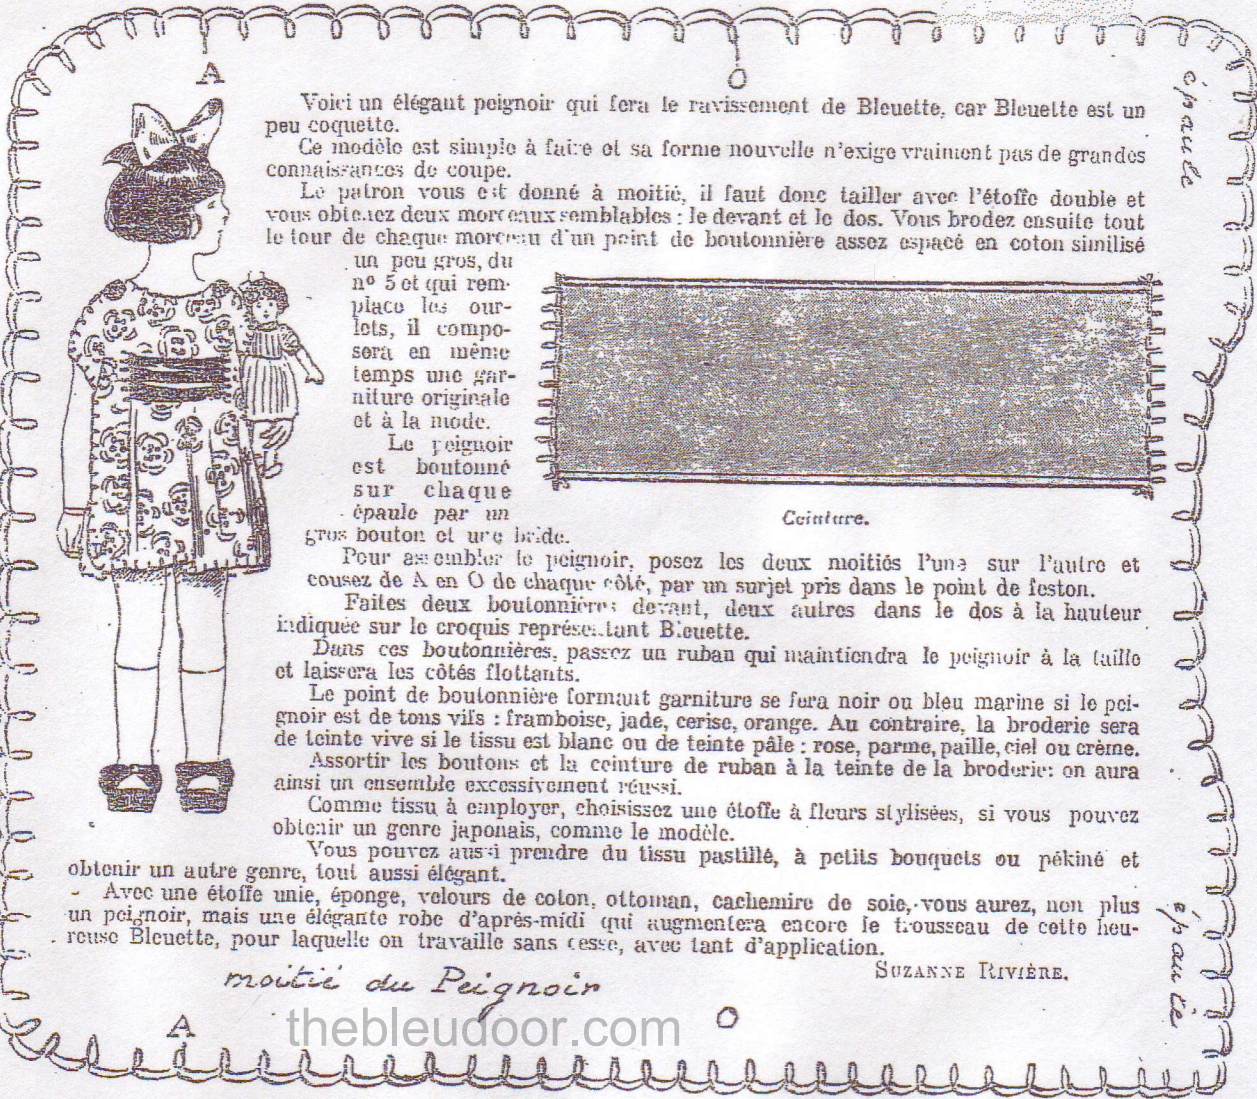 A
O
épaule
Voici un élégant peignoir qui fera le ravissement de Bleuette, car Bleuette est un
peu coquette.
Ce modèle est simple à faire et sa forme nouvelle n'exige vraiment pas de grandes
connaissances de coupe.
Le patron vous est donné à moitié, il faut donc tailler avec l'étoffe double et
vous obtenez deux morceaux semblables : le devant et le dos. Vous brodez ensuite tout
le tour de chaque morceau d'un point de boutonnière assez espacé en coton similisé
un peu gros, du
n° 5 et qui rem-
place les our-
lets, il compo-
sera en même
temps une gar-
niture originale
et à la mode.
Le peignoir
est boutonné
sur chaque
épaule par un
gros bouton et une bride.
Ceinture.
Pour assembler le peignoir, posez les deux moitiés l'une sur l'autre et
cousez de A en O de chaque côté, par un surjet pris dans le point de feston.
Faites deux boutonnières devant, deux autres dans le dos à la hauteur
indiquée sur le croquis représentant Bleuette.
Dans ces boutonnières, passez un ruban qui maintiendra le peignoir à la taille
et laissera les côtés flottants.
Le point de boutonnière formant garniture se fera noir ou bleu marine si le pei-
gnoir est de tons vifs : framboise, jade, cerise, orange. Au contraire, la broderie sera
de teinte vive si le tissu est blanc ou de teinte pâle : rose, parme, paille, ciel ou crème.
Assortir les boutons et la ceinture de ruban à la teinte de la broderie: on aura
ainsi un ensemble excessivement réussi.
Comme tissu à employer, choisissez une étoffe à fleurs stylisées, si vous pouvez
obtenir un genre japonais, comme le modèle.
Vous pouvez aussi prendre du tissu pastillé, à petits bouquets ou pékiné et
obtenir un autre genre, tout aussi élégant.
Avec une étoffe unie, éponge, velours de coton, ottoman, cachemire de soie, vous aurez, non plus
un peignoir, mais une élégante robe d'après-midi qui augmentera encore le trousseau de cette heu-
reuse Bleuette, pour laquelle on travaille sans cesse, avec tant d'application.
SUZANNE RIVIÈRE.
moitié du Peignoir
épaule
A
thebleudoor.com
O